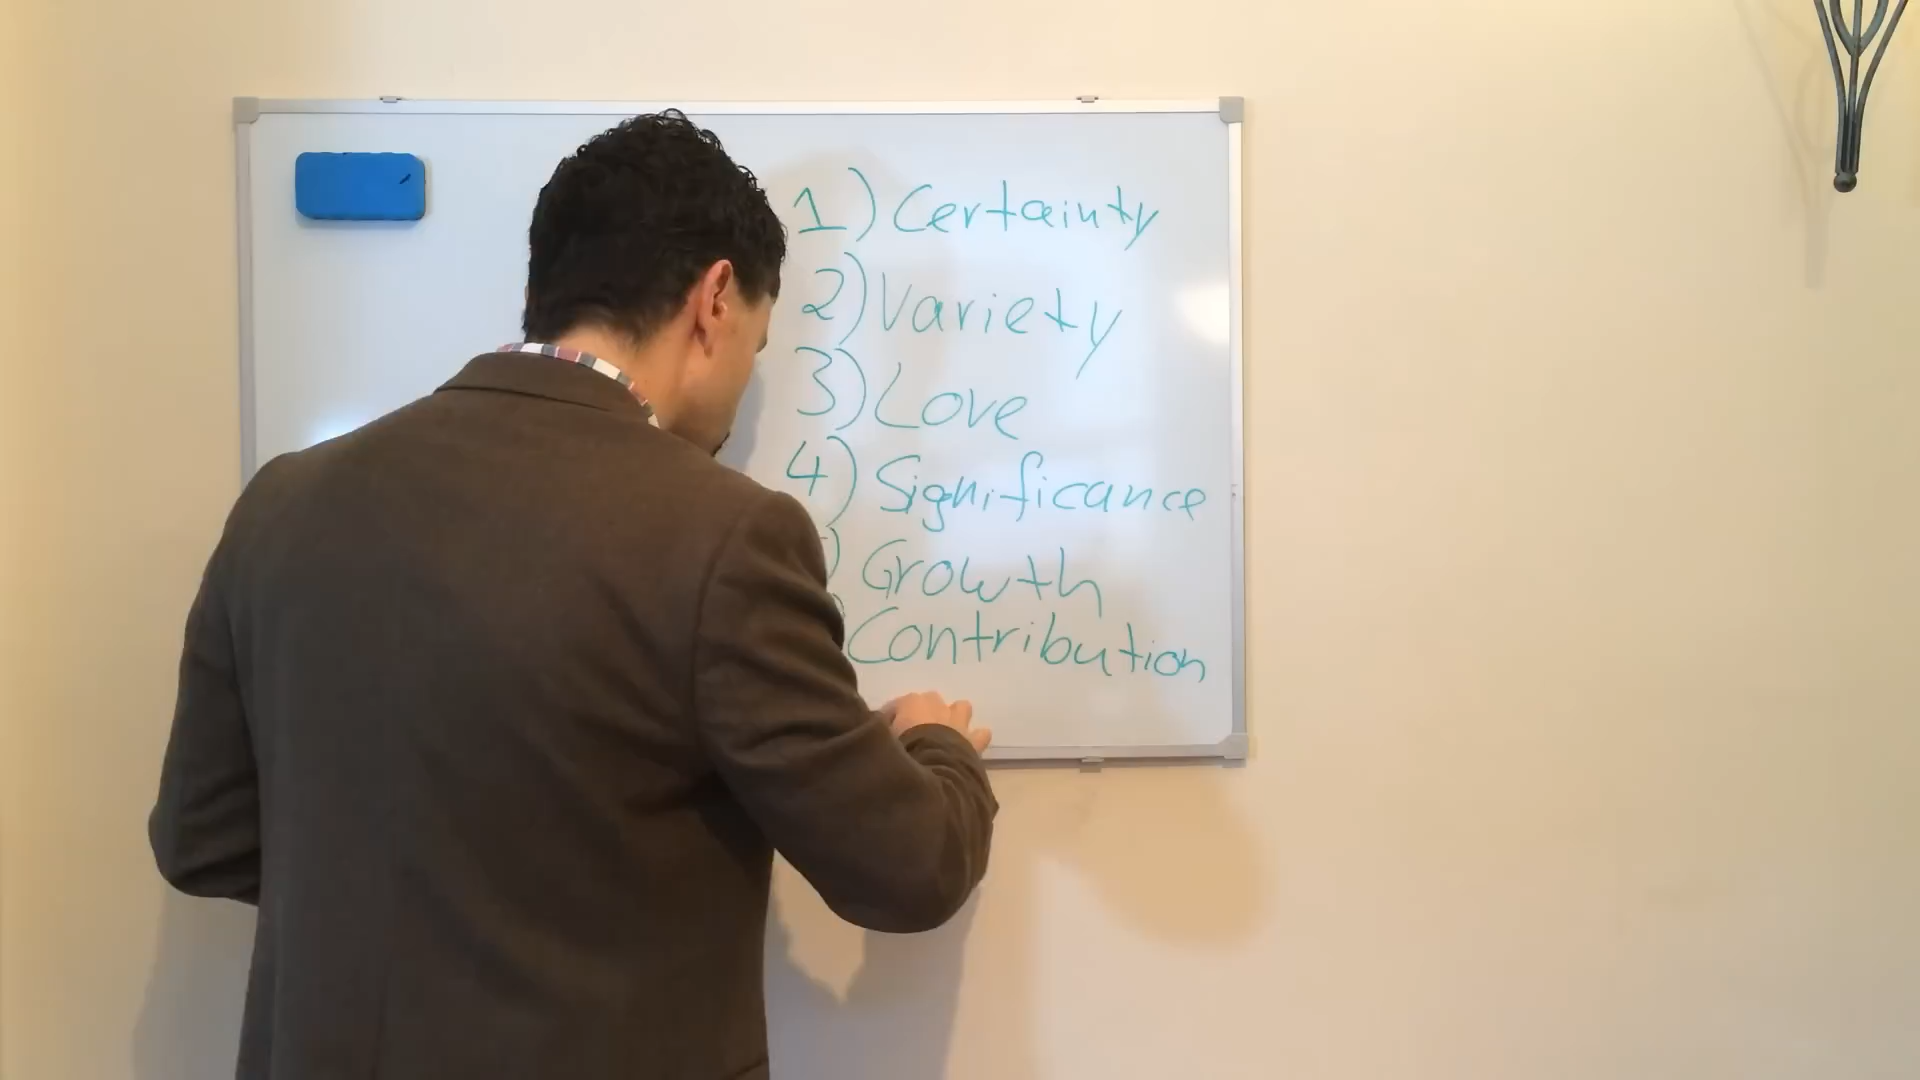 1) Certainty
2) Variety
3) Love
4) Significance
) Growth
Contribution